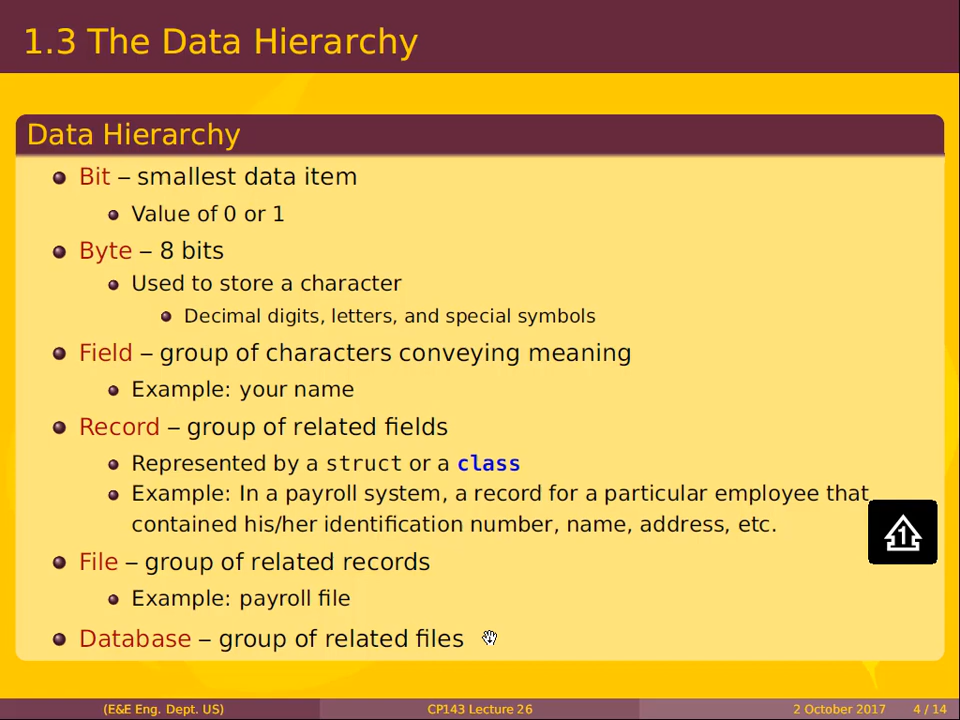 1.3 The Data Hierarchy
Data Hierarchy
Bit – smallest data item
Value of 0 or 1
Byte – 8 bits
Used to store a character
Decimal digits, letters, and special symbols
Field – group of characters conveying meaning
Example: your name
Record – group of related fields
Represented by a struct or a class
Example: In a payroll system, a record for a particular employee that
contained his/her identification number, name, address, etc.
1
File – group of related records
Example: payroll file
Database – group of related files
(E&E Eng. Dept. US) CP143 Lecture 26 2 October 2017 4 / 14